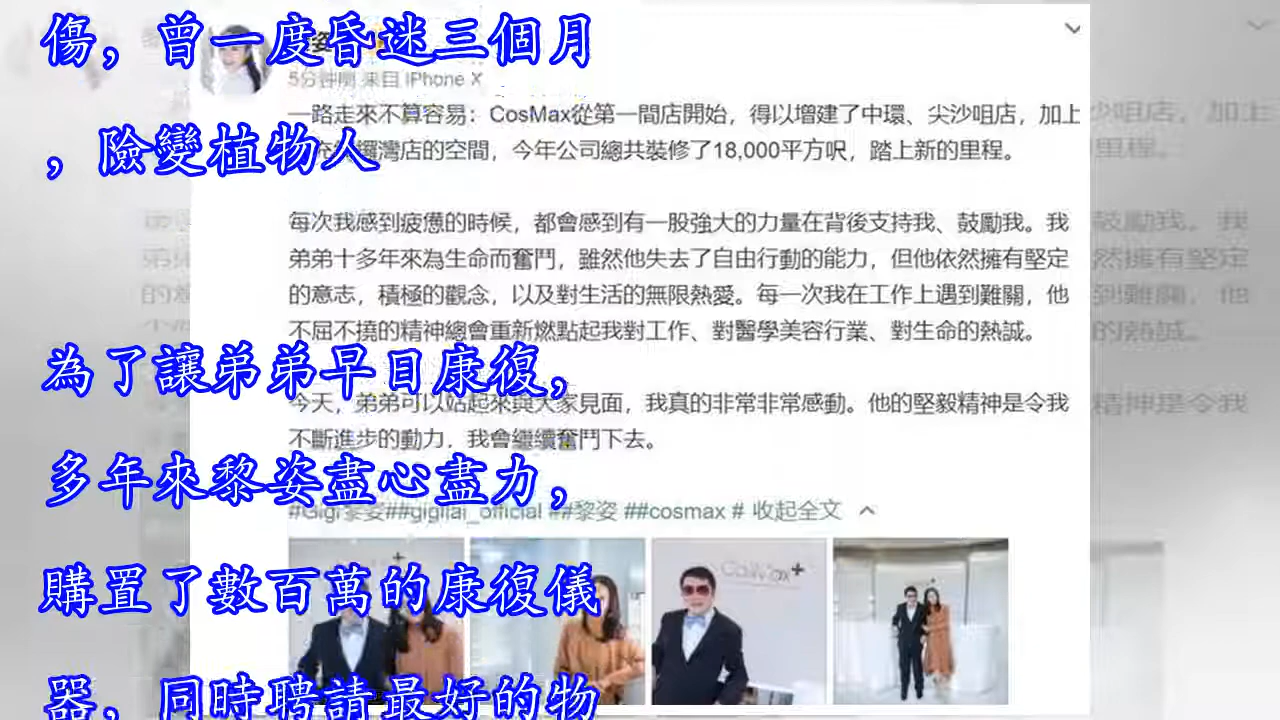 傷，曾一度昏迷三個月
，險變植物人
為了讓弟弟早日康復，
多年來黎姿盡心盡力，
購置了數百萬的康復儀
器，同時聘請最好的物
姿
5分钟前 来自 iPhone X
一路走來不算容易：CosMax從第一間店開始，得以增建了中環、尖沙咀店，加上
灣店的空間，今年公司總共裝修了18,000平方呎，踏上新的里程。
每次我感到疲憊的時候，都會感到有一股強大的力量在背後支持我、鼓勵我。我
弟弟十多年來為生命而奮鬥，雖然他失去了自由行動的能力，但他依然擁有堅定
的意志，積極的觀念，以及對生活的無限熱愛。每一次我在工作上遇到難關，他
不屈不撓的精神總會重新燃點起我對工作、對醫學美容行業、對生命的熱誠。
今天，弟弟可以站起來與大家見面，我真的非常非常感動。他的堅毅精神是令我
不斷進步的動力，我會繼續奮鬥下去。
#Gigi黎姿##gigilai_official ##黎姿 ##cosmax # 收起全文
CosMax+